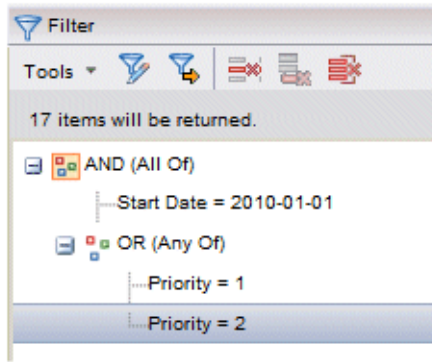 Filter
Tools
17 items will be returned.
AND (All Of)
Start Date = 2010-01-01
OR (Any Of)
Priority = 1
Priority = 2